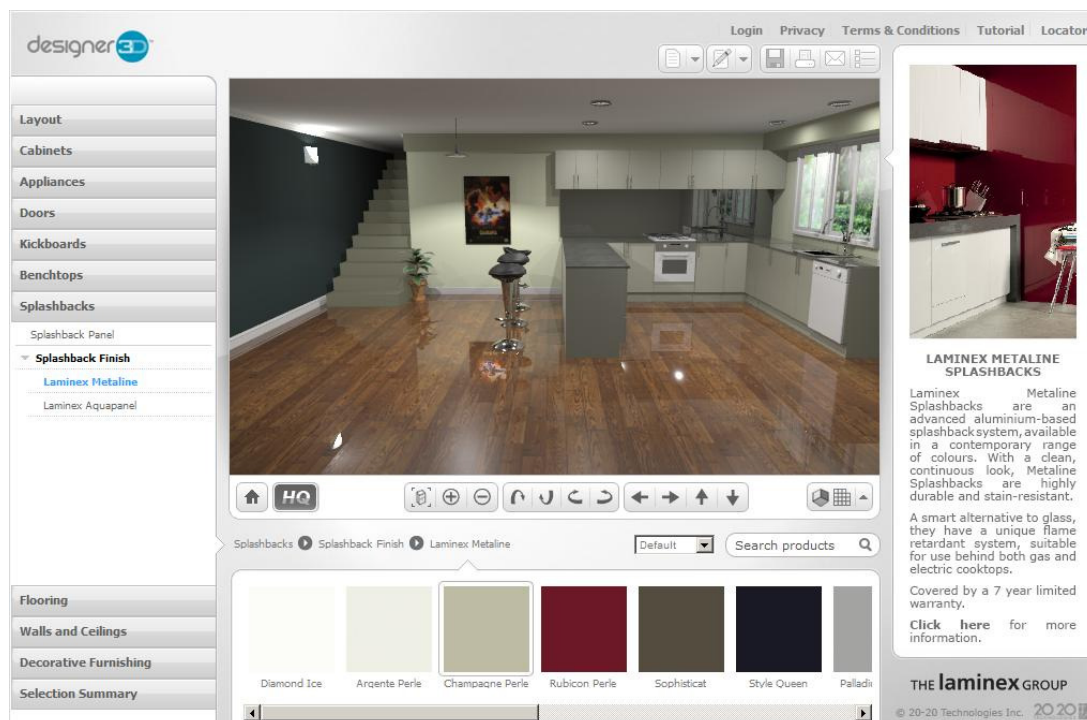 designer3D
Login Privacy Terms & Conditions Tutorial Locator
Layout
Cabinets
Appliances
Doors
Kickboards
Benchtops
Splashbacks
Splashback Panel
Splashback Finish
Laminex Metaline
Laminex Aquapanel
Flooring
Walls and Ceilings
Decorative Furnishing
Selection Summary
HQ
Splashbacks Splashback Finish Laminex Metaline
Default
Search products
Diamond Ice Argente Perle Champagne Perle Rubicon Perle Sophisticat Style Queen Palladi
LAMINEX METALINE
SPLASHBACKS
Laminex Metaline
Splashbacks are an
advanced aluminium-based
splashback system, available
in a contemporary range
of colours. With a clean,
continuous look, Metaline
Splashbacks are highly
durable and stain-resistant.
A smart alternative to glass,
they have a unique flame
retardant system, suitable
for use behind both gas and
electric cooktops.
Covered by a 7 year limited
warranty.
Click here for more
information.
THE laminex GROUP
© 20-20 Technologies Inc. 20 20